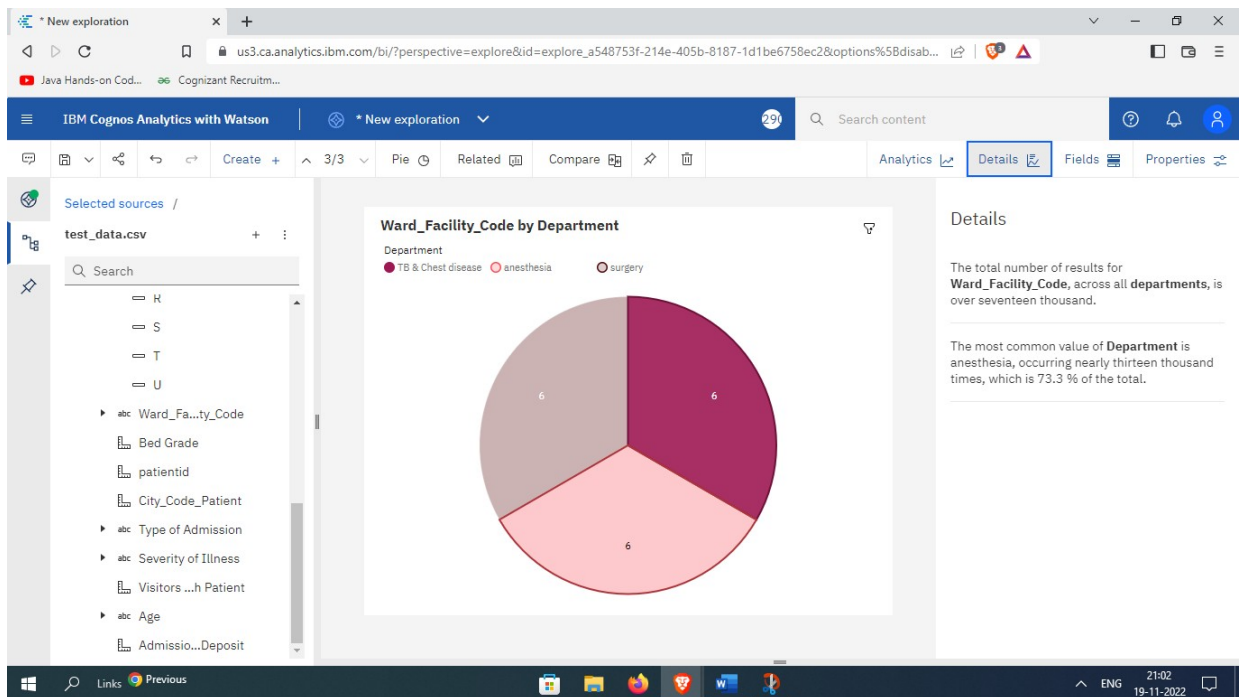 * New exploration
us3.ca.analytics.ibm.com/bi/?perspective=explore&id=explore_a548753f-214e-405b-8187-1d1be6758ec2&options%5Bdisab...
Java Hands-on Cod...
Cognizant Recruitm...
IBM Cognos Analytics with Watson
* New exploration
290
Search content
3/3
Create +
Pie
Related
Compare
Analytics
Details
Fields
Properties
Selected sources /
test_data.csv
Search
R
S
T
U
abc Ward_Fa...ty_Code
Bed Grade
patientid
City_Code_Patient
abc Type of Admission
abc Severity of Illness
Visitors ...h Patient
abc Age
Admissio...Deposit
Ward_Facility_Code by Department
Department
TB & Chest disease
anesthesia
surgery
6
6
6
Details
The total number of results for
Ward_Facility_Code, across all departments, is
over seventeen thousand.
The most common value of Department is
anesthesia, occurring nearly thirteen thousand
times, which is 73.3 % of the total.
Links
Previous
ENG
21:02
19-11-2022